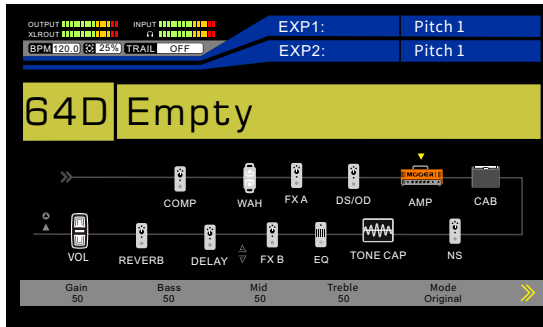 OUTPUT INPUT EXP1: Pitch 1
XLROUT
BPM 120.0 25% TRAIL OFF EXP2: Pitch 1
64D Empty
MOOER
COMP WAH FX A DS/OD AMP CAB
VOL REVERB DELAY FX B EQ TONE CAP NS
Gain Bass Mid Treble Mode
50 50 50 50 Original